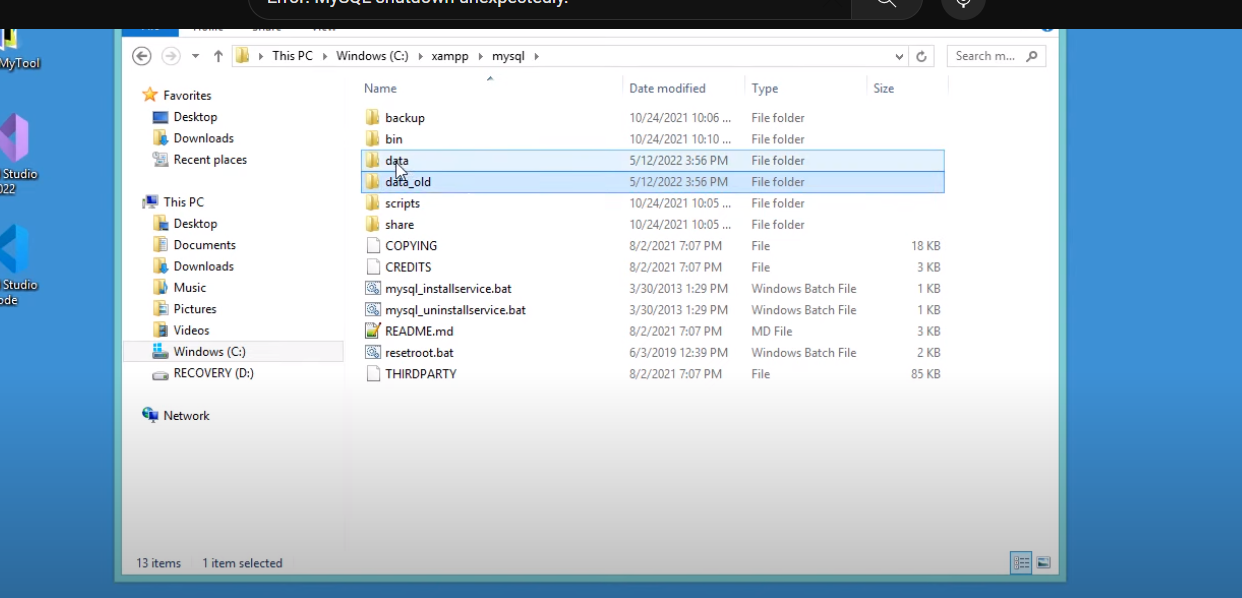 Error: MySQL shutdown unexpectedly.
MyTool
Studio
Studio
This PC
Windows (C:)
xampp
mysql
Search m...
Favorites
Desktop
Downloads
Recent places
This PC
Desktop
Documents
Downloads
Music
Pictures
Videos
Windows (C:)
RECOVERY (D:)
Network
Name Date modified Type Size
backup 10/24/2021 10:06 ... File folder
bin 10/24/2021 10:10 ... File folder
data 5/12/2022 3:56 PM File folder
data_old 5/12/2022 3:56 PM File folder
scripts 10/24/2021 10:05 ... File folder
share 10/24/2021 10:05 ... File folder
COPYING 8/2/2021 7:07 PM File 18 KB
CREDITS 8/2/2021 7:07 PM File 3 KB
mysql_installservice.bat 3/30/2013 1:29 PM Windows Batch File 1 KB
mysql_uninstallservice.bat 3/30/2013 1:29 PM Windows Batch File 1 KB
README.md 8/2/2021 7:07 PM MD File 3 KB
resetroot.bat 6/3/2019 12:39 PM Windows Batch File 2 KB
THIRDPARTY 8/2/2021 7:07 PM File 85 KB
13 items 1 item selected